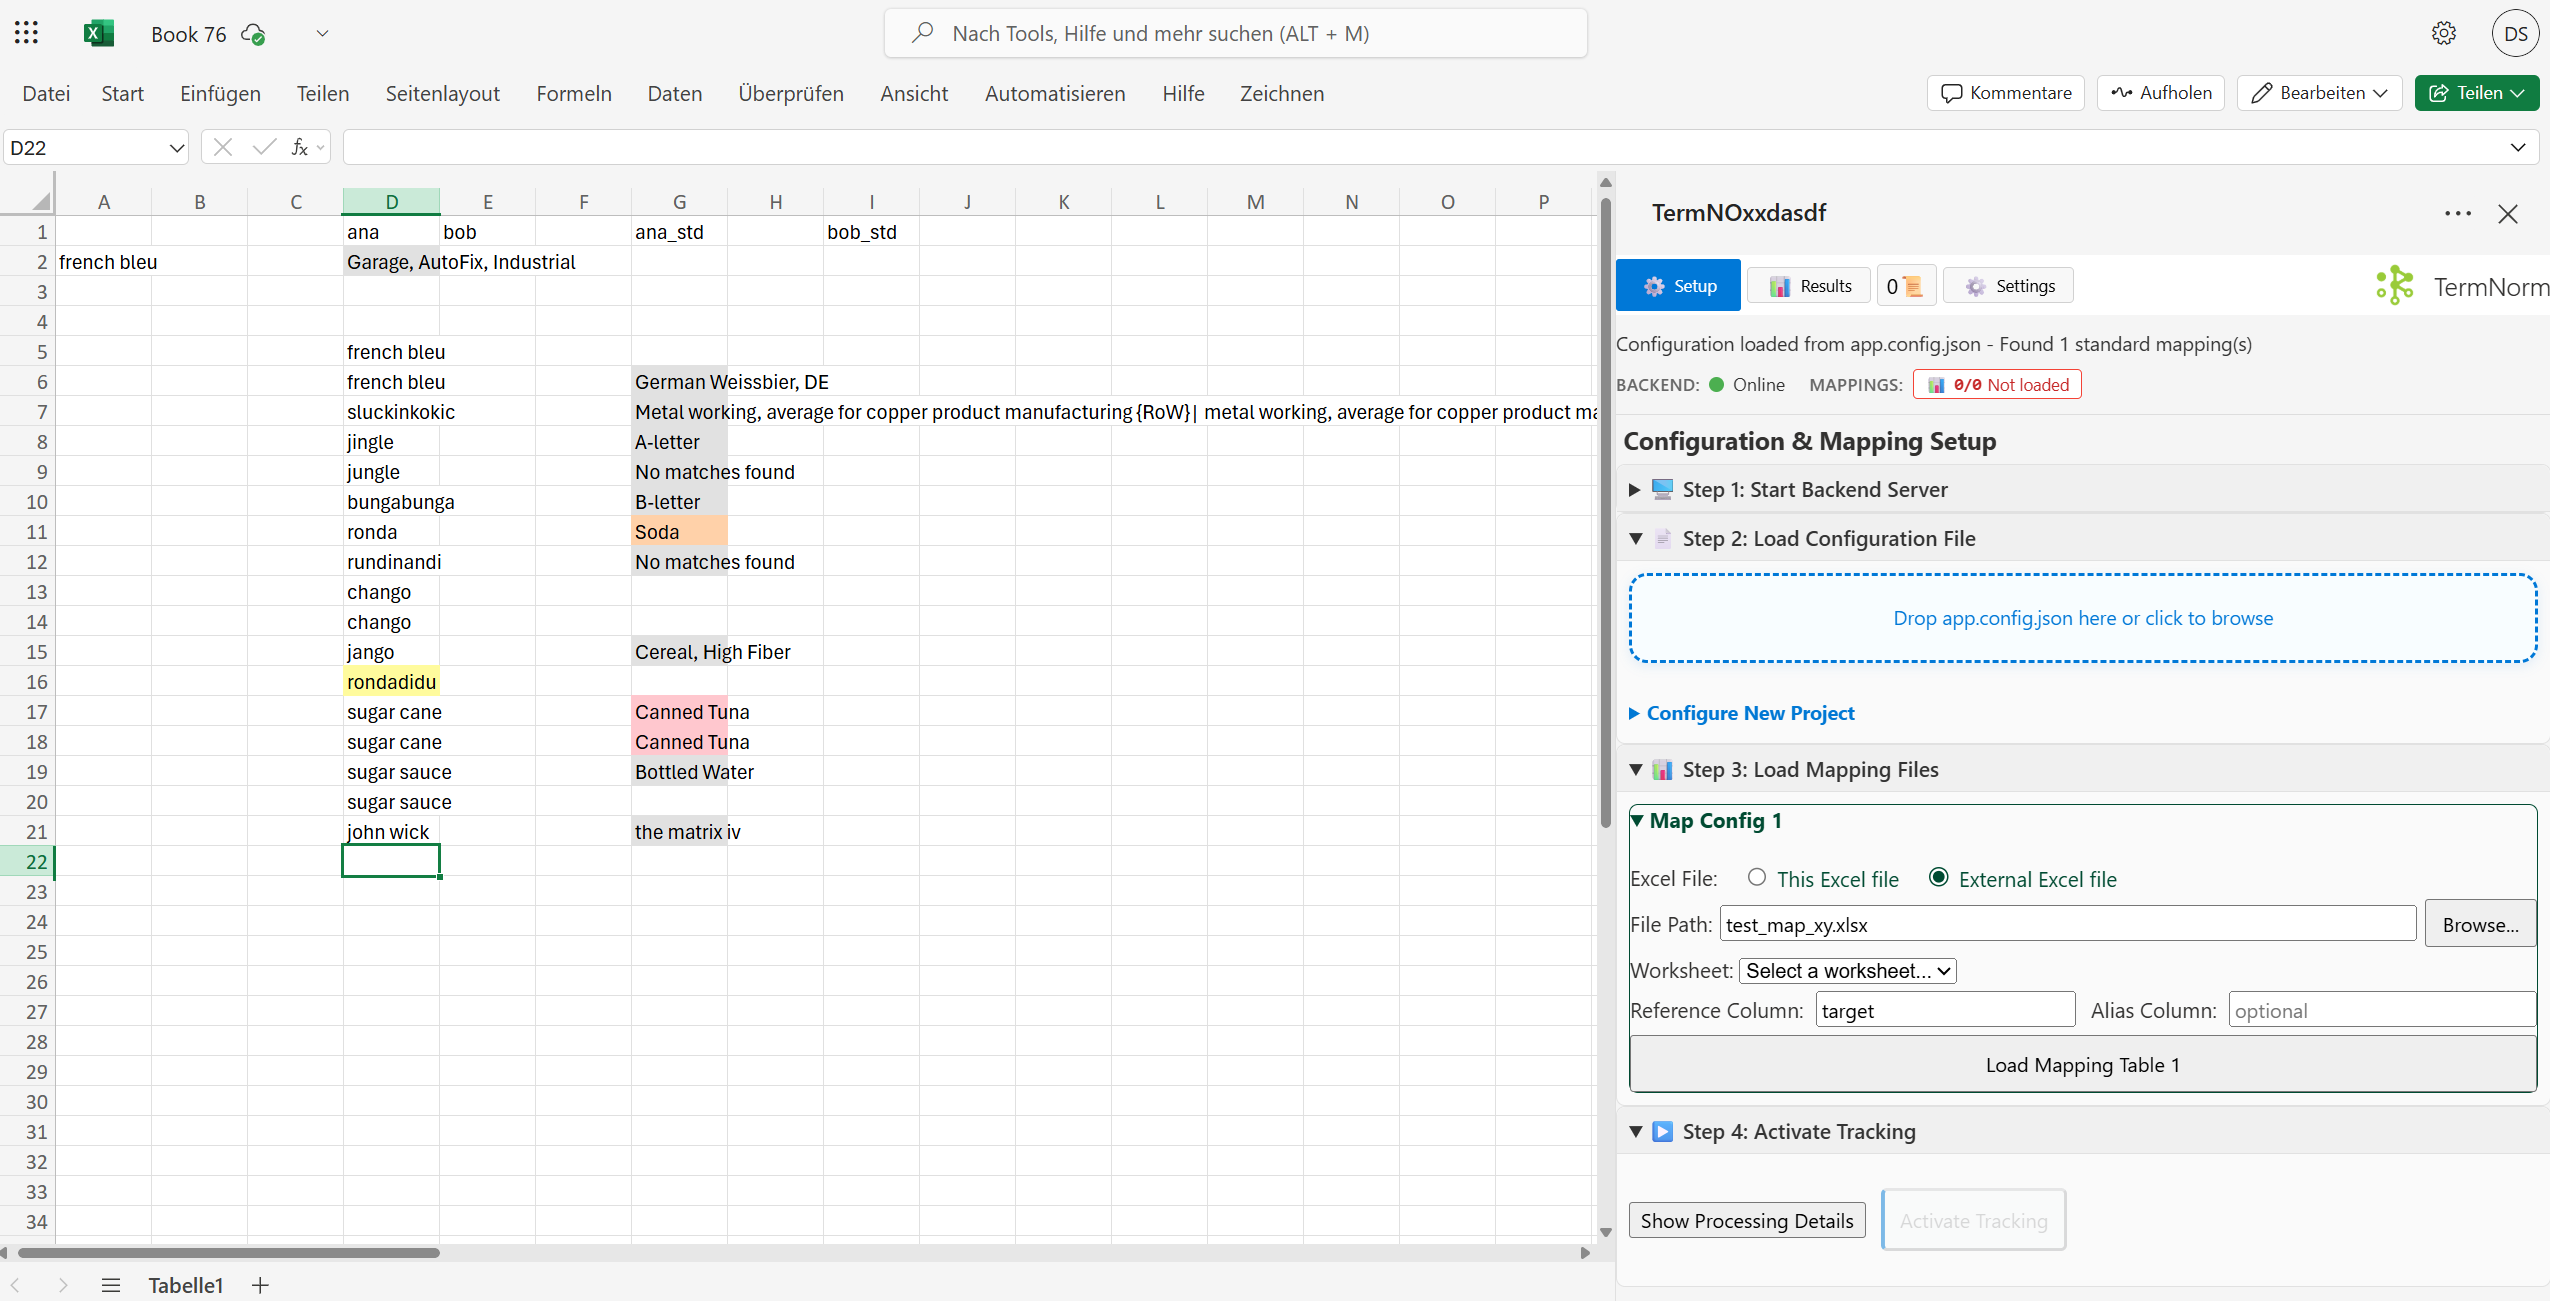 Book 76
Nach Tools, Hilfe und mehr suchen (ALT + M)
DS
Datei Start Einfügen Teilen Seitenlayout Formeln Daten Überprüfen Ansicht Automatisieren Hilfe Zeichnen
Kommentare Aufholen Bearbeiten Teilen
D22 fx
A B C D E F G H I J K L M N O P
1 ana bob ana_std bob_std
2 french bleu Garage, AutoFix, Industrial
3
4
5 french bleu
6 french bleu German Weissbier, DE
7 sluckinkokic Metal working, average for copper product manufacturing {RoW}| metal working, average for copper product ma
8 jingle A-letter
9 jungle No matches found
10 bungabunga B-letter
11 ronda Soda
12 rundinandi No matches found
13 chango
14 chango
15 jango Cereal, High Fiber
16 rondadidu
17 sugar cane Canned Tuna
18 sugar cane Canned Tuna
19 sugar sauce Bottled Water
20 sugar sauce
21 john wick the matrix iv
22
23
24
25
26
27
28
29
30
31
32
33
34
Tabelle1
TermNOxxdasdf
Setup Results 0 Settings
TermNorm
Configuration loaded from app.config.json - Found 1 standard mapping(s)
BACKEND: Online MAPPINGS: 0/0 Not loaded
Configuration & Mapping Setup
Step 1: Start Backend Server
Step 2: Load Configuration File
Drop app.config.json here or click to browse
Configure New Project
Step 3: Load Mapping Files
Map Config 1
Excel File: This Excel file External Excel file
File Path: test_map_xy.xlsx Browse...
Worksheet: Select a worksheet...
Reference Column: target Alias Column: optional
Load Mapping Table 1
Step 4: Activate Tracking
Show Processing Details Activate Tracking